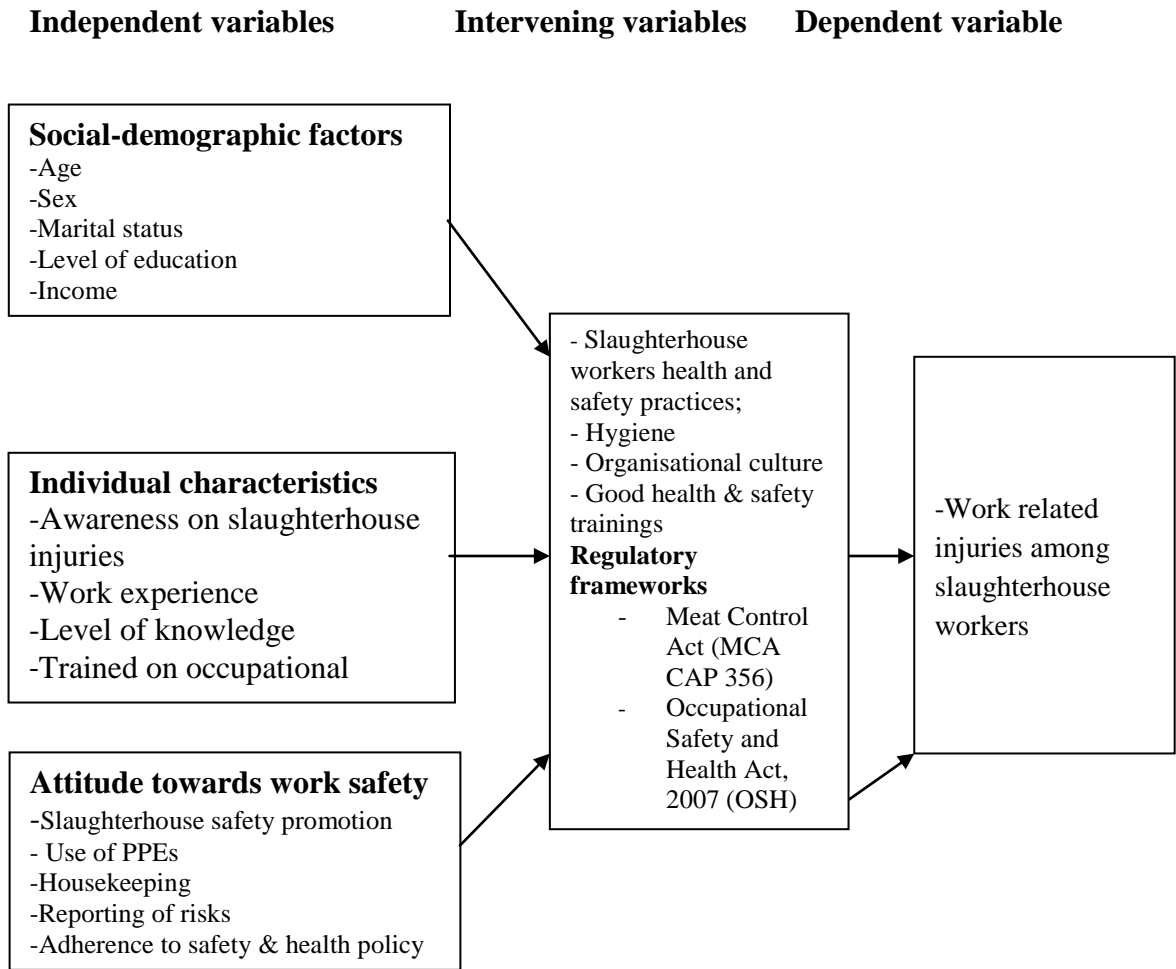 Independent variables Intervening variables Dependent variable
Social-demographic factors
-Age
-Sex
-Marital status
-Level of education
-Income
Individual characteristics
-Awareness on slaughterhouse
injuries
-Work experience
-Level of knowledge
-Trained on occupational
Attitude towards work safety
-Slaughterhouse safety promotion
- Use of PPEs
-Housekeeping
-Reporting of risks
-Adherence to safety & health policy
- Slaughterhouse
workers health and
safety practices;
- Hygiene
- Organisational culture
- Good health & safety
trainings
Regulatory
frameworks
- Meat Control
Act (MCA
CAP 356)
- Occupational
Safety and
Health Act,
2007 (OSH)
-Work related
injuries among
slaughterhouse
workers